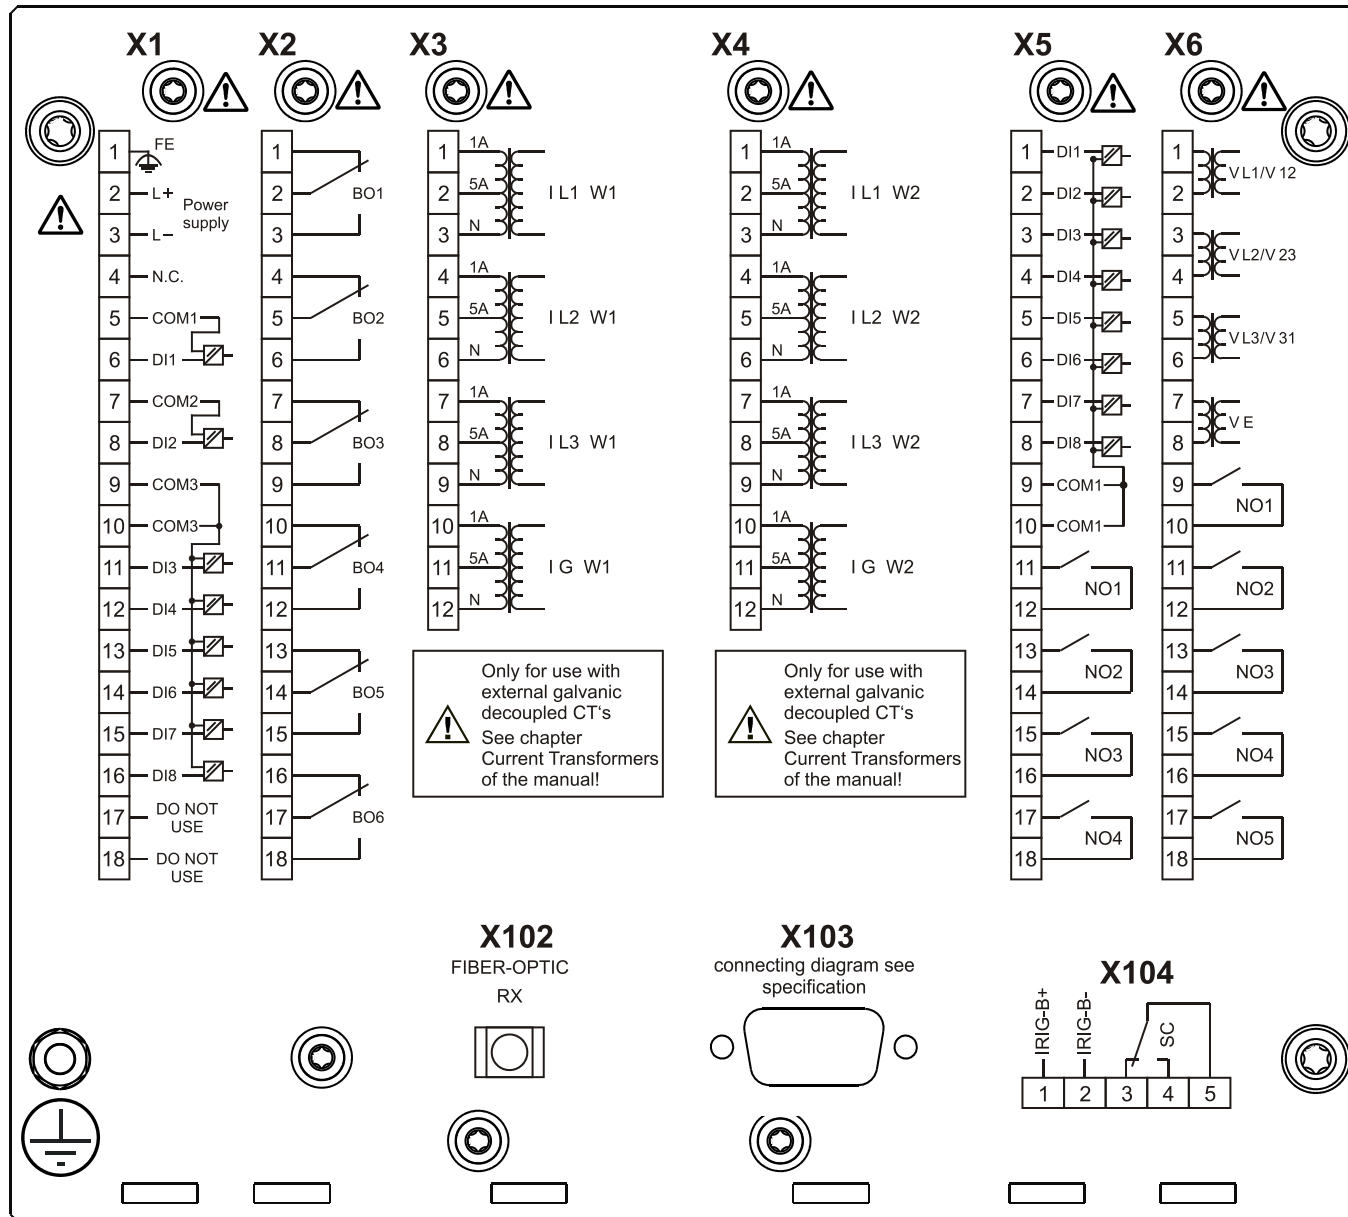 X1
X2
X3
X4
X5
X6
1 FE
2 L+ Power
supply
3 L−
4 N.C.
5 COM1
6 DI1
7 COM2
8 DI2
9 COM3
10 COM3
11 DI3
12 DI4
13 DI5
14 DI6
15 DI7
16 DI8
17 DO NOT
USE
18 DO NOT
USE
1
2 BO1
3
4
5 BO2
6
7
8 BO3
9
10
11 BO4
12
13
14 BO5
15
16
17 BO6
18
1 1A
2 5A I L1 W1
3 N
4 1A
5 5A I L2 W1
6 N
7 1A
8 5A I L3 W1
9 N
10 1A
11 5A I G W1
12 N
Only for use with
external galvanic
decoupled CT‘s
See chapter
Current Transformers
of the manual!
1 1A
2 5A I L1 W2
3 N
4 1A
5 5A I L2 W2
6 N
7 1A
8 5A I L3 W2
9 N
10 1A
11 5A I G W2
12 N
Only for use with
external galvanic
decoupled CT‘s
See chapter
Current Transformers
of the manual!
1 DI1
2 DI2
3 DI3
4 DI4
5 DI5
6 DI6
7 DI7
8 DI8
9 COM1
10 COM1
11
NO1
12
13
NO2
14
15
NO3
16
17
NO4
18
1
V L1/V 12
2
3
V L2/V 23
4
5
V L3/V 31
6
7
V E
8
9
NO1
10
11
NO2
12
13
NO3
14
15
NO4
16
17
NO5
18
X102
FIBER-OPTIC
RX
X103
connecting diagram see
specification
X104
IRIG-B+
IRIG-B-
SC
1 2 3 4 5